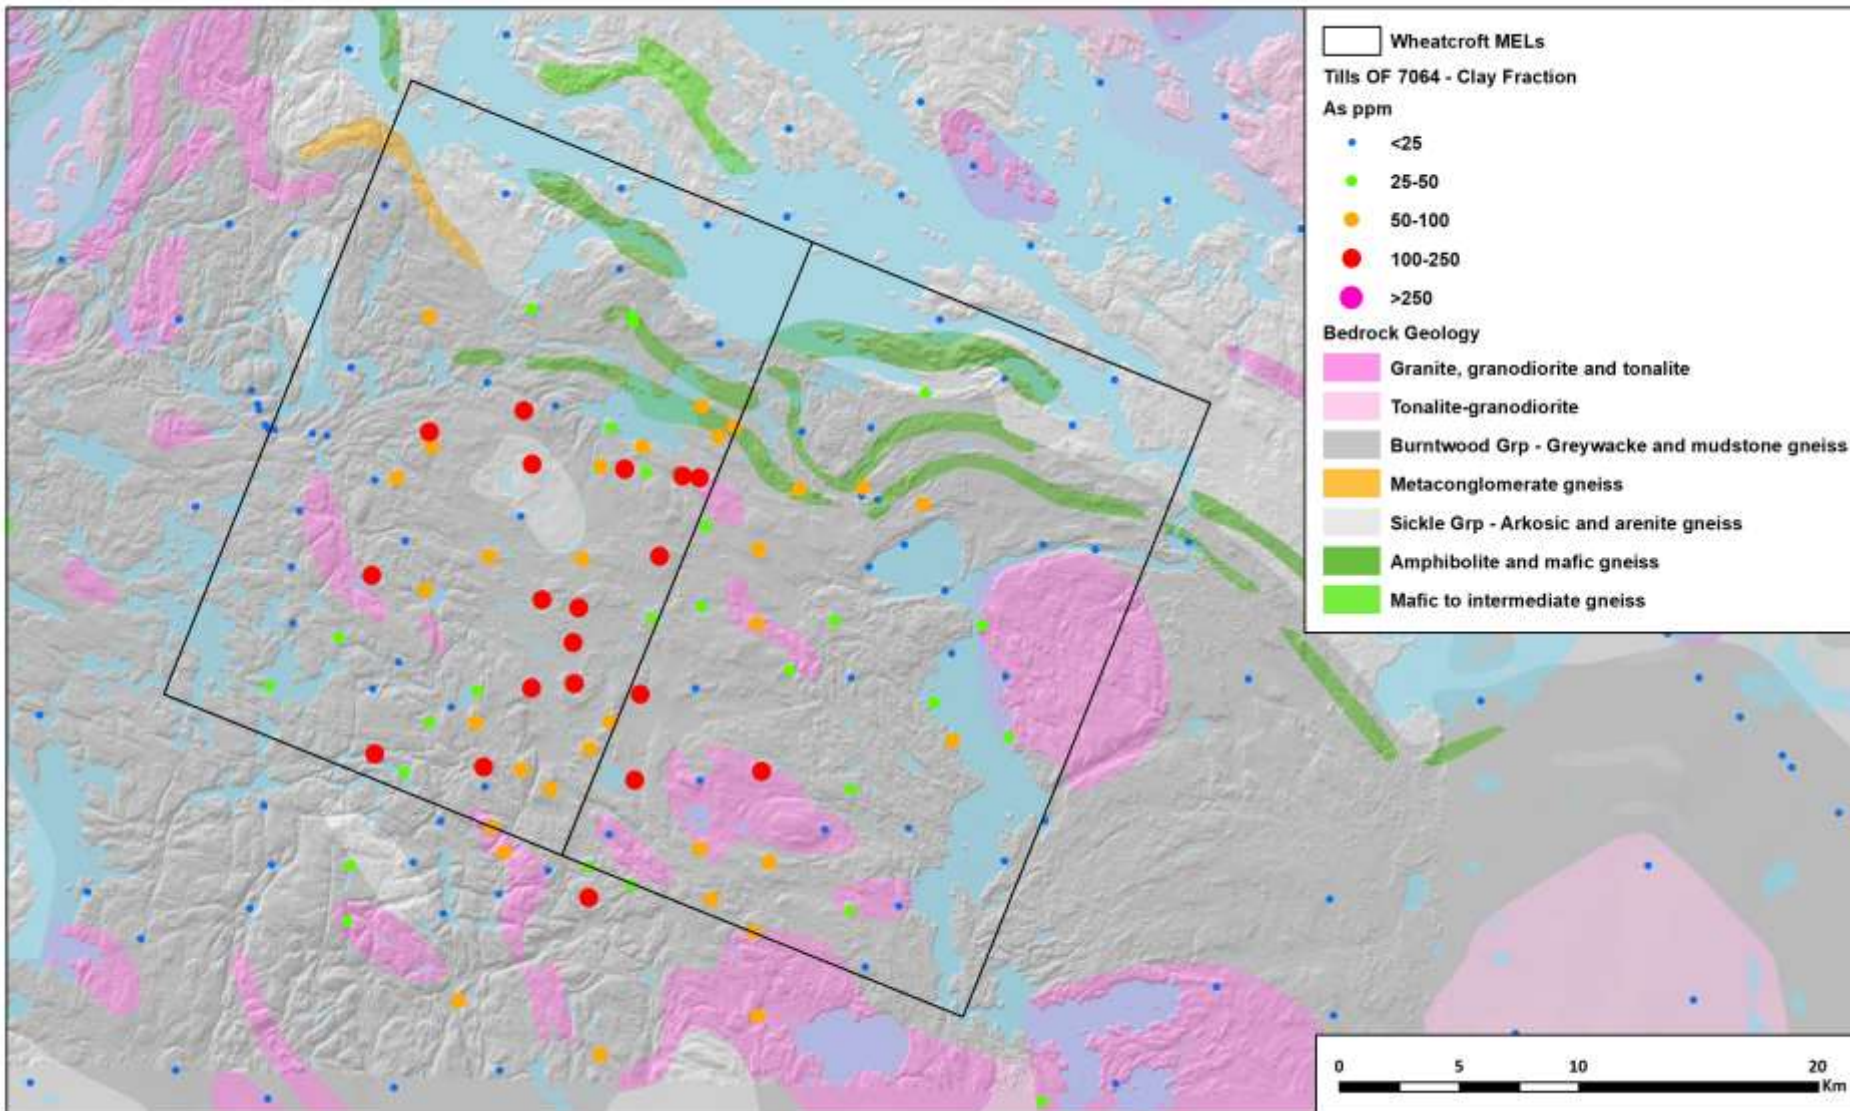 Wheatcroft MELs
Tills OF 7064 - Clay Fraction
As ppm
<25
25-50
50-100
100-250
>250
Bedrock Geology
Granite, granodiorite and tonalite
Tonalite-granodiorite
Burntwood Grp - Greywacke and mudstone gneiss
Metaconglomerate gneiss
Sickle Grp - Arkosic and arenite gneiss
Amphibolite and mafic gneiss
Mafic to intermediate gneiss
0 5 10 20
Km